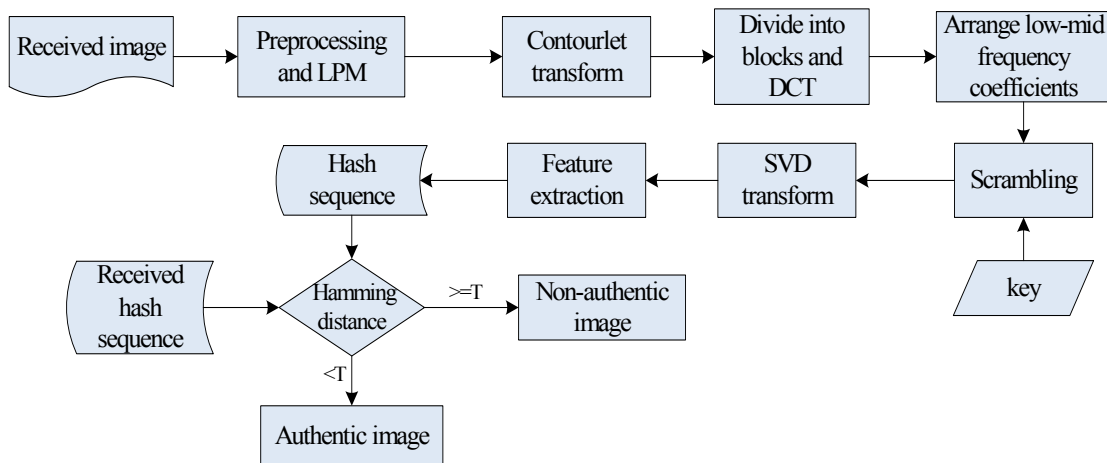 Received image
Preprocessing
and LPM
Contourlet
transform
Divide into
blocks and
DCT
Arrange low-mid
frequency
coefficients
Hash
sequence
Feature
extraction
SVD
transform
Scrambling
key
Received
hash
sequence
Hamming
distance
>=T
Non-authentic
image
<T
Authentic image